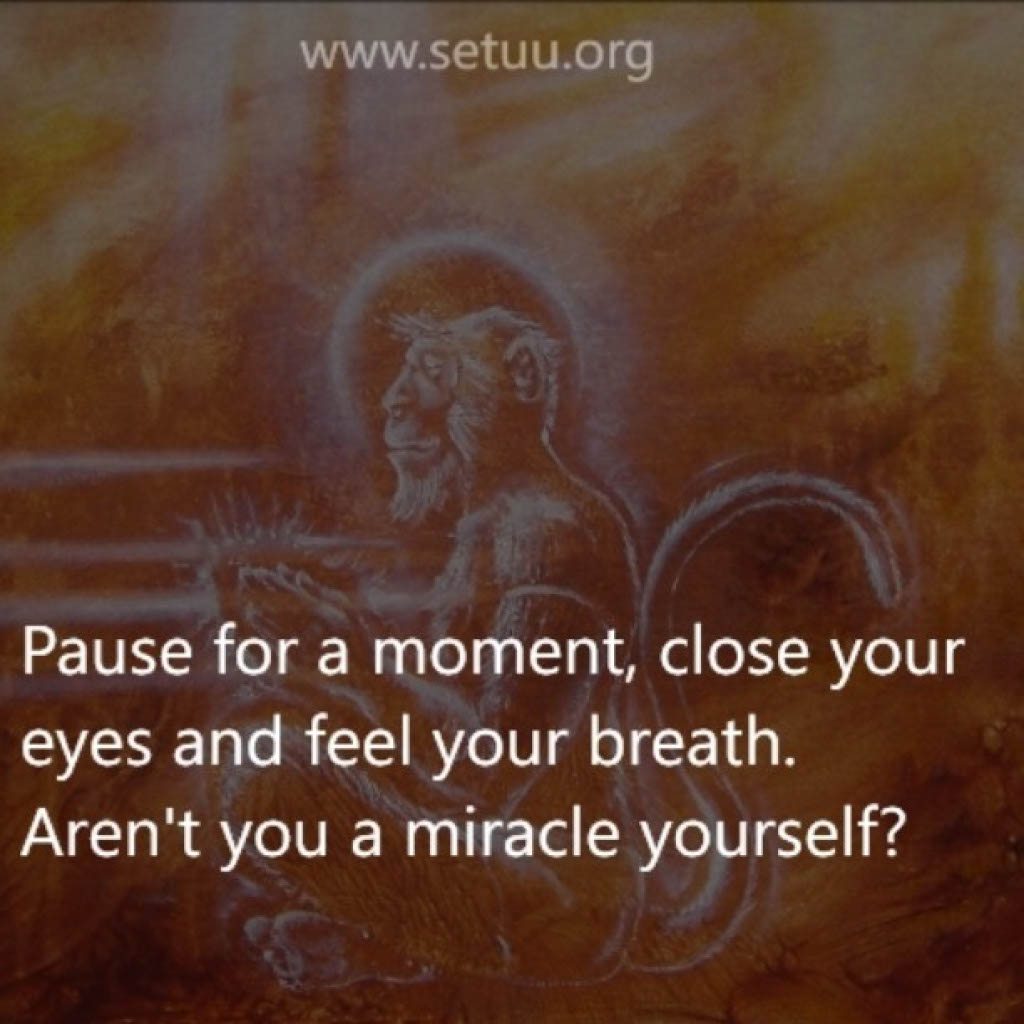 www.setuu.org
Pause for a moment, close your
eyes and feel your breath.
Aren't you a miracle yourself?